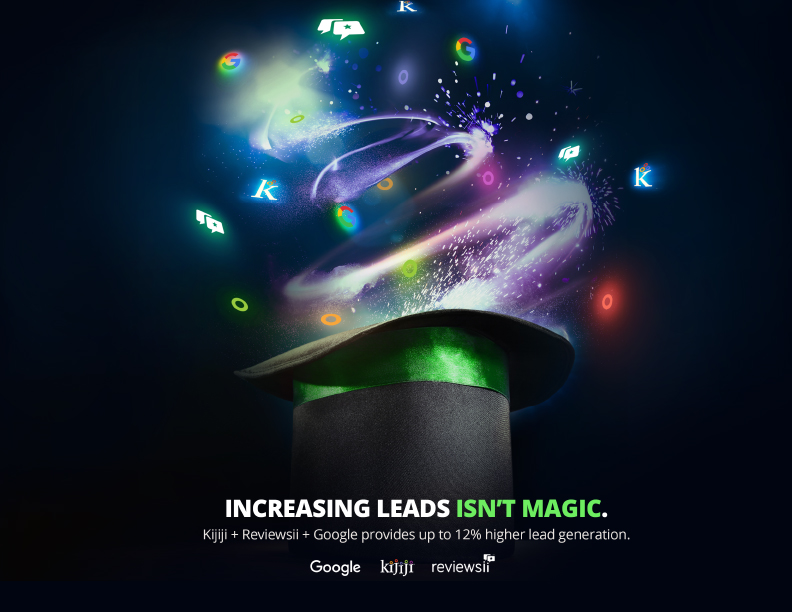 K
G
G
k
k
G
INCREASING LEADS ISN'T MAGIC.
Kijiji + Reviewsii + Google provides up to 12% higher lead generation.
Google kijiji reviewsii